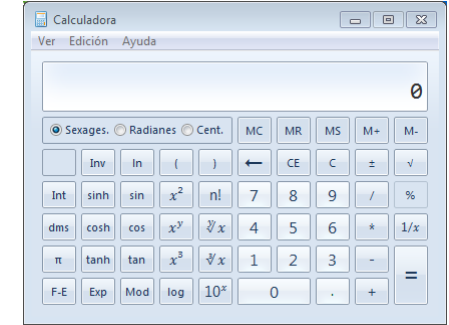 Calculadora
Ver Edición Ayuda
0
Sexages. Radianes Cent. MC MR MS M+ M-
Inv ln ( ) ← CE C ± √
Int sinh sin x² n! 7 8 9 / %
dms cosh cos xʸ ʸ√x 4 5 6 * 1/x
π tanh tan x³ ³√x 1 2 3 - =
F-E Exp Mod log 10ˣ 0 . +